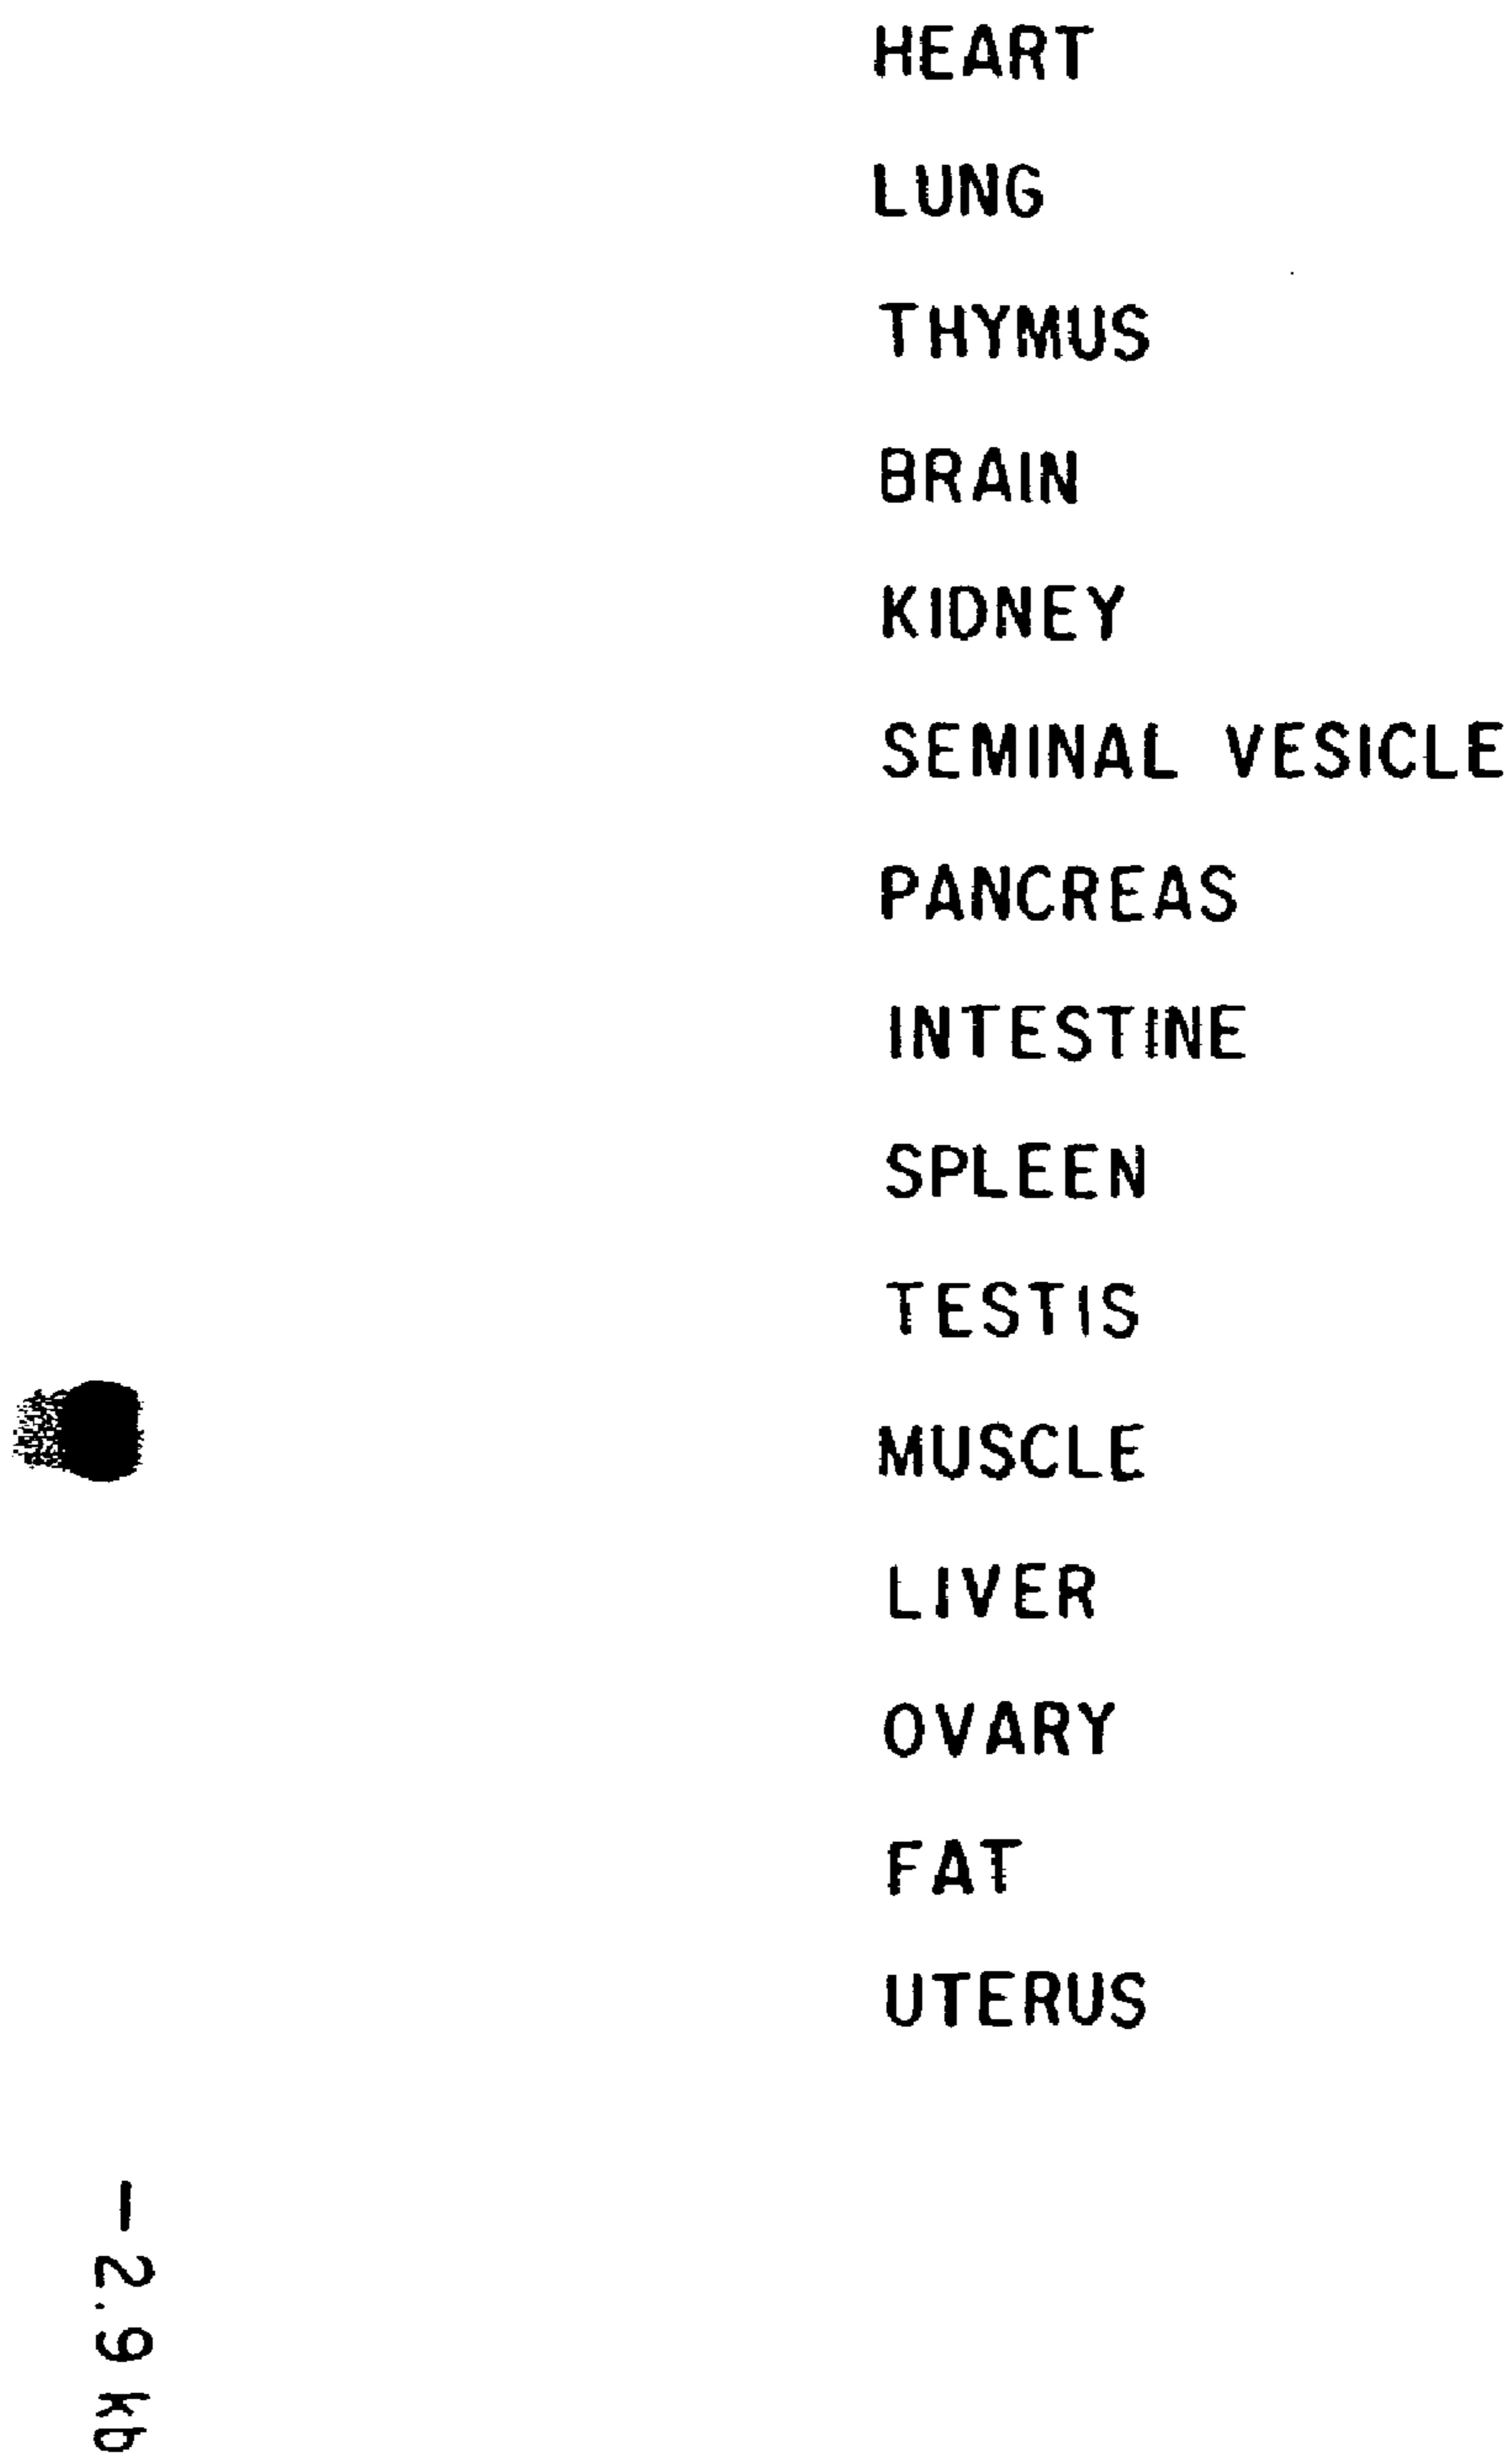 HEART
LUNG
THYMUS
BRAIN
KIDNEY
SEMINAL VESICLE
PANCREAS
INTESTINE
SPLEEN
TESTIS
MUSCLE
LIVER
OVARY
FAT
UTERUS
– 2.9 kb